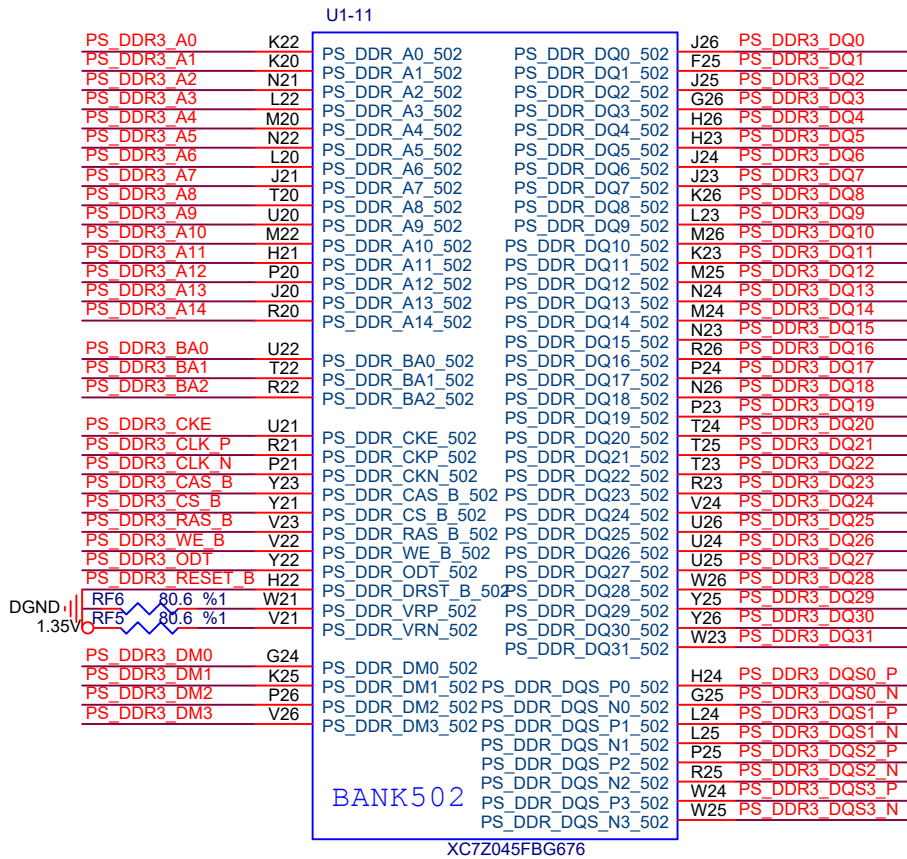 U1-11
PS_DDR3_A0 K22 PS_DDR_A0_502 PS_DDR_DQ0_502 J26 PS_DDR3_DQ0
PS_DDR3_A1 K20 PS_DDR_A1_502 PS_DDR_DQ1_502 F25 PS_DDR3_DQ1
PS_DDR3_A2 N21 PS_DDR_A2_502 PS_DDR_DQ2_502 J25 PS_DDR3_DQ2
PS_DDR3_A3 L22 PS_DDR_A3_502 PS_DDR_DQ3_502 G26 PS_DDR3_DQ3
PS_DDR3_A4 M20 PS_DDR_A4_502 PS_DDR_DQ4_502 H26 PS_DDR3_DQ4
PS_DDR3_A5 N22 PS_DDR_A5_502 PS_DDR_DQ5_502 H23 PS_DDR3_DQ5
PS_DDR3_A6 L20 PS_DDR_A6_502 PS_DDR_DQ6_502 J24 PS_DDR3_DQ6
PS_DDR3_A7 J21 PS_DDR_A7_502 PS_DDR_DQ7_502 J23 PS_DDR3_DQ7
PS_DDR3_A8 T20 PS_DDR_A8_502 PS_DDR_DQ8_502 K26 PS_DDR3_DQ8
PS_DDR3_A9 U20 PS_DDR_A9_502 PS_DDR_DQ9_502 L23 PS_DDR3_DQ9
PS_DDR3_A10 M22 PS_DDR_A10_502 PS_DDR_DQ10_502 M26 PS_DDR3_DQ10
PS_DDR3_A11 H21 PS_DDR_A11_502 PS_DDR_DQ11_502 K23 PS_DDR3_DQ11
PS_DDR3_A12 P20 PS_DDR_A12_502 PS_DDR_DQ12_502 M25 PS_DDR3_DQ12
PS_DDR3_A13 J20 PS_DDR_A13_502 PS_DDR_DQ13_502 N24 PS_DDR3_DQ13
PS_DDR3_A14 R20 PS_DDR_A14_502 PS_DDR_DQ14_502 M24 PS_DDR3_DQ14
PS_DDR_DQ15_502 N23 PS_DDR3_DQ15
PS_DDR3_BA0 U22 PS_DDR_BA0_502 PS_DDR_DQ16_502 R26 PS_DDR3_DQ16
PS_DDR3_BA1 T22 PS_DDR_BA1_502 PS_DDR_DQ17_502 P24 PS_DDR3_DQ17
PS_DDR3_BA2 R22 PS_DDR_BA2_502 PS_DDR_DQ18_502 N26 PS_DDR3_DQ18
PS_DDR_DQ19_502 P23 PS_DDR3_DQ19
PS_DDR3_CKE U21 PS_DDR_CKE_502 PS_DDR_DQ20_502 T24 PS_DDR3_DQ20
PS_DDR3_CLK_P R21 PS_DDR_CKP_502 PS_DDR_DQ21_502 T25 PS_DDR3_DQ21
PS_DDR3_CLK_N P21 PS_DDR_CKN_502 PS_DDR_DQ22_502 T23 PS_DDR3_DQ22
PS_DDR3_CAS_B Y23 PS_DDR_CAS_B_502 PS_DDR_DQ23_502 R23 PS_DDR3_DQ23
PS_DDR3_CS_B Y21 PS_DDR_CS_B_502 PS_DDR_DQ24_502 V24 PS_DDR3_DQ24
PS_DDR3_RAS_B V23 PS_DDR_RAS_B_502 PS_DDR_DQ25_502 U26 PS_DDR3_DQ25
PS_DDR3_WE_B V22 PS_DDR_WE_B_502 PS_DDR_DQ26_502 U24 PS_DDR3_DQ26
PS_DDR3_ODT Y22 PS_DDR_ODT_502 PS_DDR_DQ27_502 U25 PS_DDR3_DQ27
PS_DDR3_RESET_B H22 PS_DDR_DRST_B_502 PS_DDR_DQ28_502 W26 PS_DDR3_DQ28
DGND RF6 80.6 %1 W21 PS_DDR_VRP_502 PS_DDR_DQ29_502 Y25 PS_DDR3_DQ29
1.35V RF5 80.6 %1 V21 PS_DDR_VRN_502 PS_DDR_DQ30_502 Y26 PS_DDR3_DQ30
PS_DDR_DQ31_502 W23 PS_DDR3_DQ31
PS_DDR3_DM0 G24 PS_DDR_DM0_502
PS_DDR3_DM1 K25 PS_DDR_DM1_502 PS_DDR_DQS_P0_502 H24 PS_DDR3_DQS0_P
PS_DDR3_DM2 P26 PS_DDR_DM2_502 PS_DDR_DQS_N0_502 G25 PS_DDR3_DQS0_N
PS_DDR3_DM3 V26 PS_DDR_DM3_502 PS_DDR_DQS_P1_502 L24 PS_DDR3_DQS1_P
PS_DDR_DQS_N1_502 L25 PS_DDR3_DQS1_N
PS_DDR_DQS_P2_502 P25 PS_DDR3_DQS2_P
PS_DDR_DQS_N2_502 R25 PS_DDR3_DQS2_N
BANK502 PS_DDR_DQS_P3_502 W24 PS_DDR3_DQS3_P
PS_DDR_DQS_N3_502 W25 PS_DDR3_DQS3_N
XC7Z045FBG676